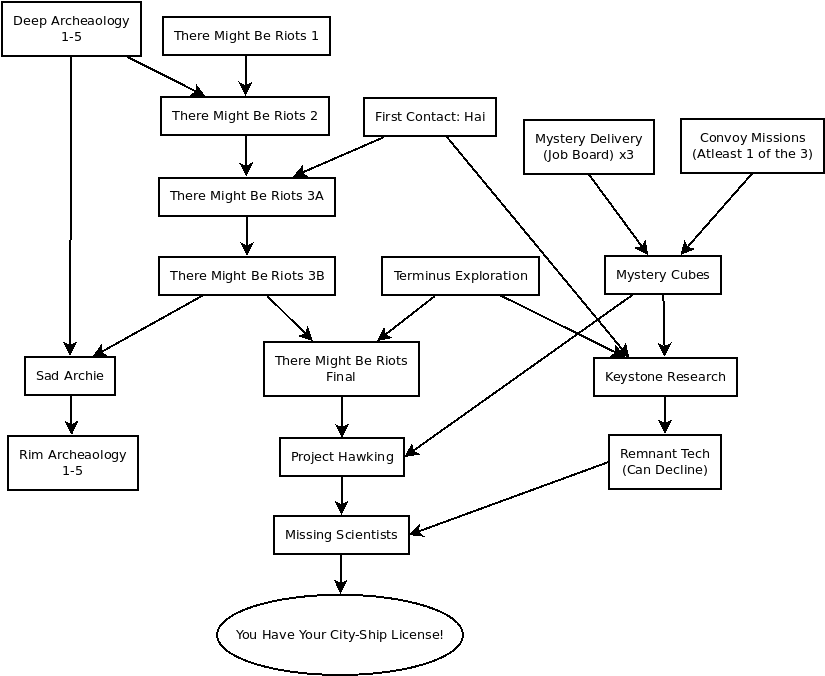 Deep Archeaology
1-5
There Might Be Riots 1
There Might Be Riots 2
First Contact: Hai
Mystery Delivery
(Job Board) x3
Convoy Missions
(Atleast 1 of the 3)
There Might Be Riots 3A
There Might Be Riots 3B
Terminus Exploration
Mystery Cubes
Sad Archie
There Might Be Riots
Final
Keystone Research
Rim Archeaology
1-5
Project Hawking
Remnant Tech
(Can Decline)
Missing Scientists
You Have Your City-Ship License!